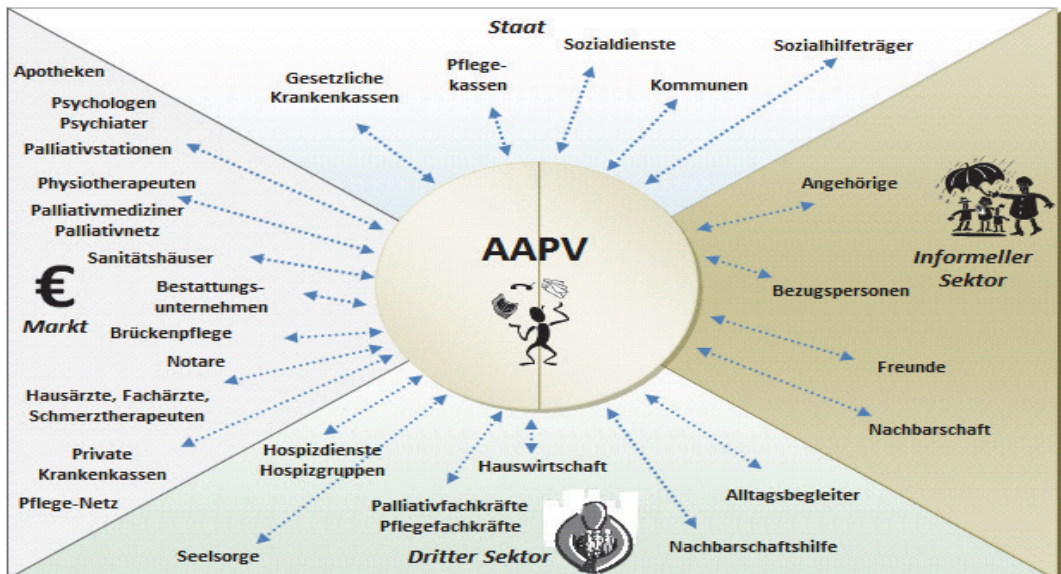 Staat
Gesetzliche
Krankenkassen
Pflege-
kassen
Sozialdienste
Kommunen
Sozialhilfeträger
Apotheken
Psychologen
Psychiater
Palliativstationen
Physiotherapeuten
Palliativmediziner
Palliativnetz
Sanitätshäuser
Bestattungs-
unternehmen
€
Markt
Brückenpflege
Notare
Hausärzte, Fachärzte,
Schmerztherapeuten
Private
Krankenkassen
Pflege-Netz
AAPV
Angehörige
Informeller
Sektor
Bezugspersonen
Freunde
Nachbarschaft
Hospizdienste
Hospizgruppen
Hauswirtschaft
Palliativfachkräfte
Pflegefachkräfte
Alltagsbegleiter
Seelsorge
Dritter Sektor
Nachbarschaftshilfe